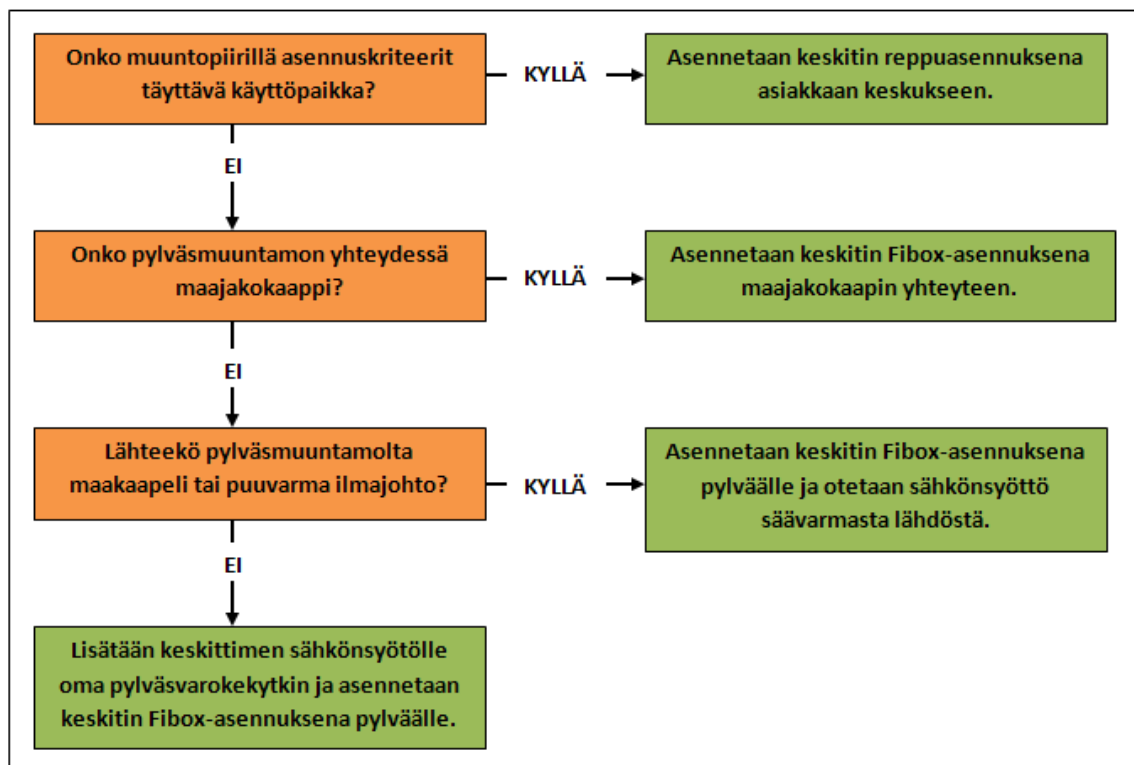 Onko muuntopiirillä asennuskriteerit
täyttävä käyttöpaikka?
KYLLÄ
Asennetaan keskitin reppuasennuksena
asiakkaan keskukseen.
EI
Onko pylväsmuuntamon yhteydessä
maajakokaappi?
KYLLÄ
Asennetaan keskitin Fibox-asennuksena
maajakokaapin yhteyteen.
EI
Lähteekö pylväsmuuntamolta
maakaapeli tai puuvarma ilmajohto?
KYLLÄ
Asennetaan keskitin Fibox-asennuksena
pylväälle ja otetaan sähkönsyöttö
säävarmasta lähdöstä.
EI
Lisätään keskittimen sähkönsyötölle
oma pylväsvarokekytkin ja asennetaan
keskitin Fibox-asennuksena pylväälle.